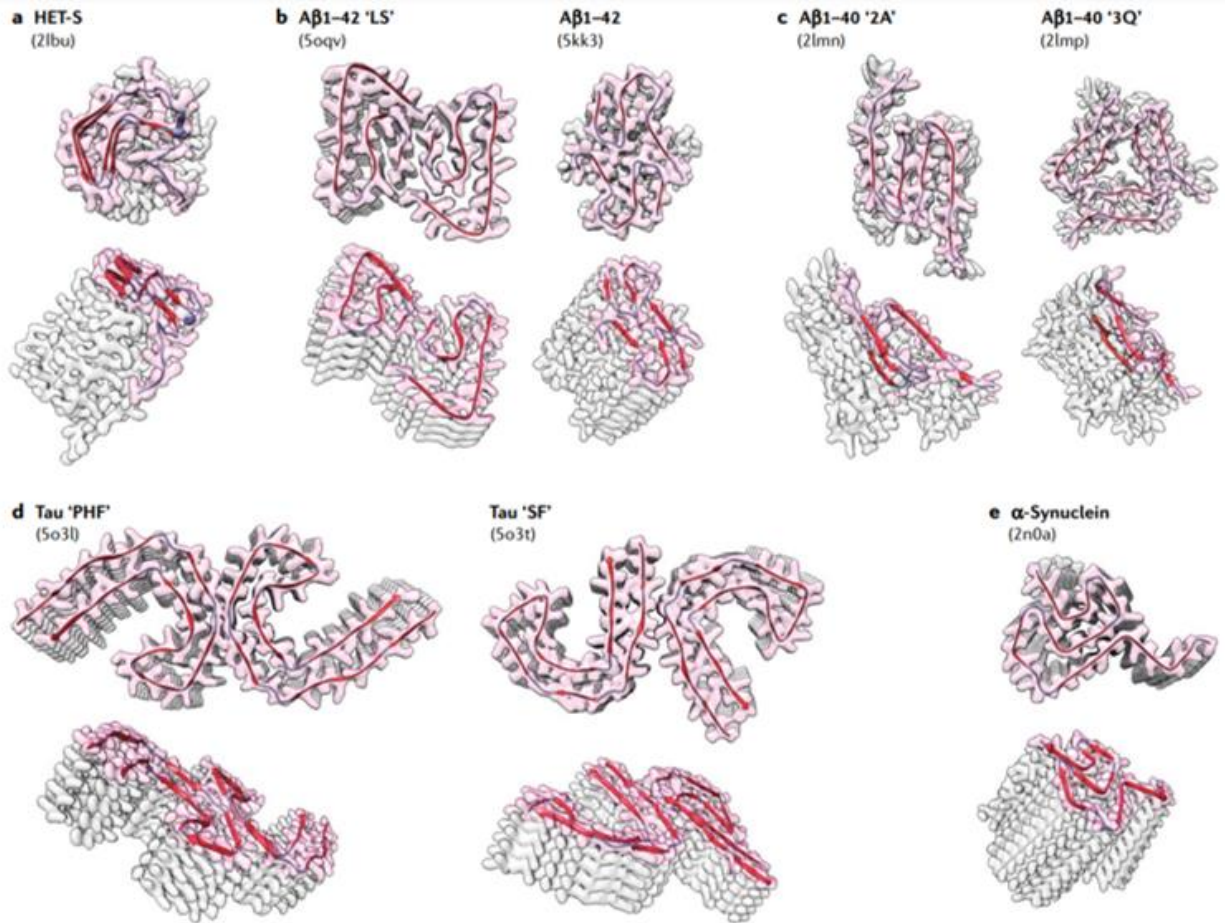 a HET-S
(2lbu)
b Aβ1–42 ‘LS’
(5oqv)
Aβ1–42
(5kk3)
c Aβ1–40 ‘2A’
(2lmn)
Aβ1–40 ‘3Q’
(2lmp)
d Tau ‘PHF’
(5o3l)
Tau ‘SF’
(5o3t)
e α-Synuclein
(2n0a)